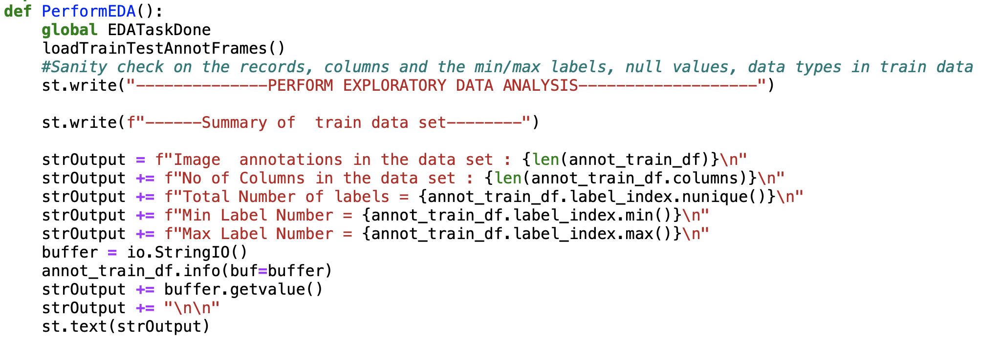 def PerformEDA():
    global EDATaskDone
    loadTrainTestAnnotFrames()
    #Sanity check on the records, columns and the min/max labels, null values, data types in train data
    st.write("--------------PERFORM EXPLORATORY DATA ANALYSIS-------------------")

    st.write(f"------Summary of  train data set--------")

    strOutput = f"Image  annotations in the data set : {len(annot_train_df)}\n"
    strOutput += f"No of Columns in the data set : {len(annot_train_df.columns)}\n"
    strOutput += f"Total Number of labels = {annot_train_df.label_index.nunique()}\n"
    strOutput += f"Min Label Number = {annot_train_df.label_index.min()}\n"
    strOutput += f"Max Label Number = {annot_train_df.label_index.max()}\n"
    buffer = io.StringIO()
    annot_train_df.info(buf=buffer)
    strOutput += buffer.getvalue()
    strOutput += "\n\n"
    st.text(strOutput)